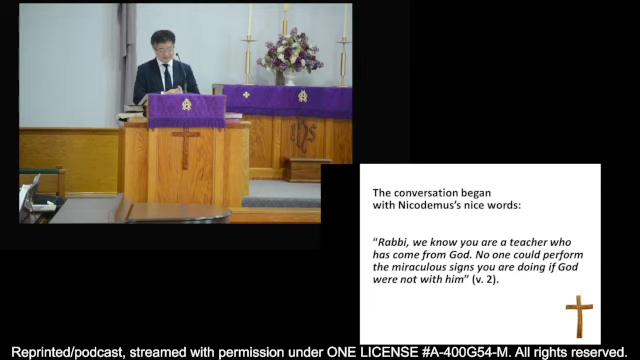 The conversation began
with Nicodemus's nice words:
"Rabbi, we know you are a teacher who
has come from God. No one could perform
the miraculous signs you are doing if God
were not with him" (v. 2).
Reprinted/podcast, streamed with permission under ONE LICENSE #A-400G54-M. All rights reserved.